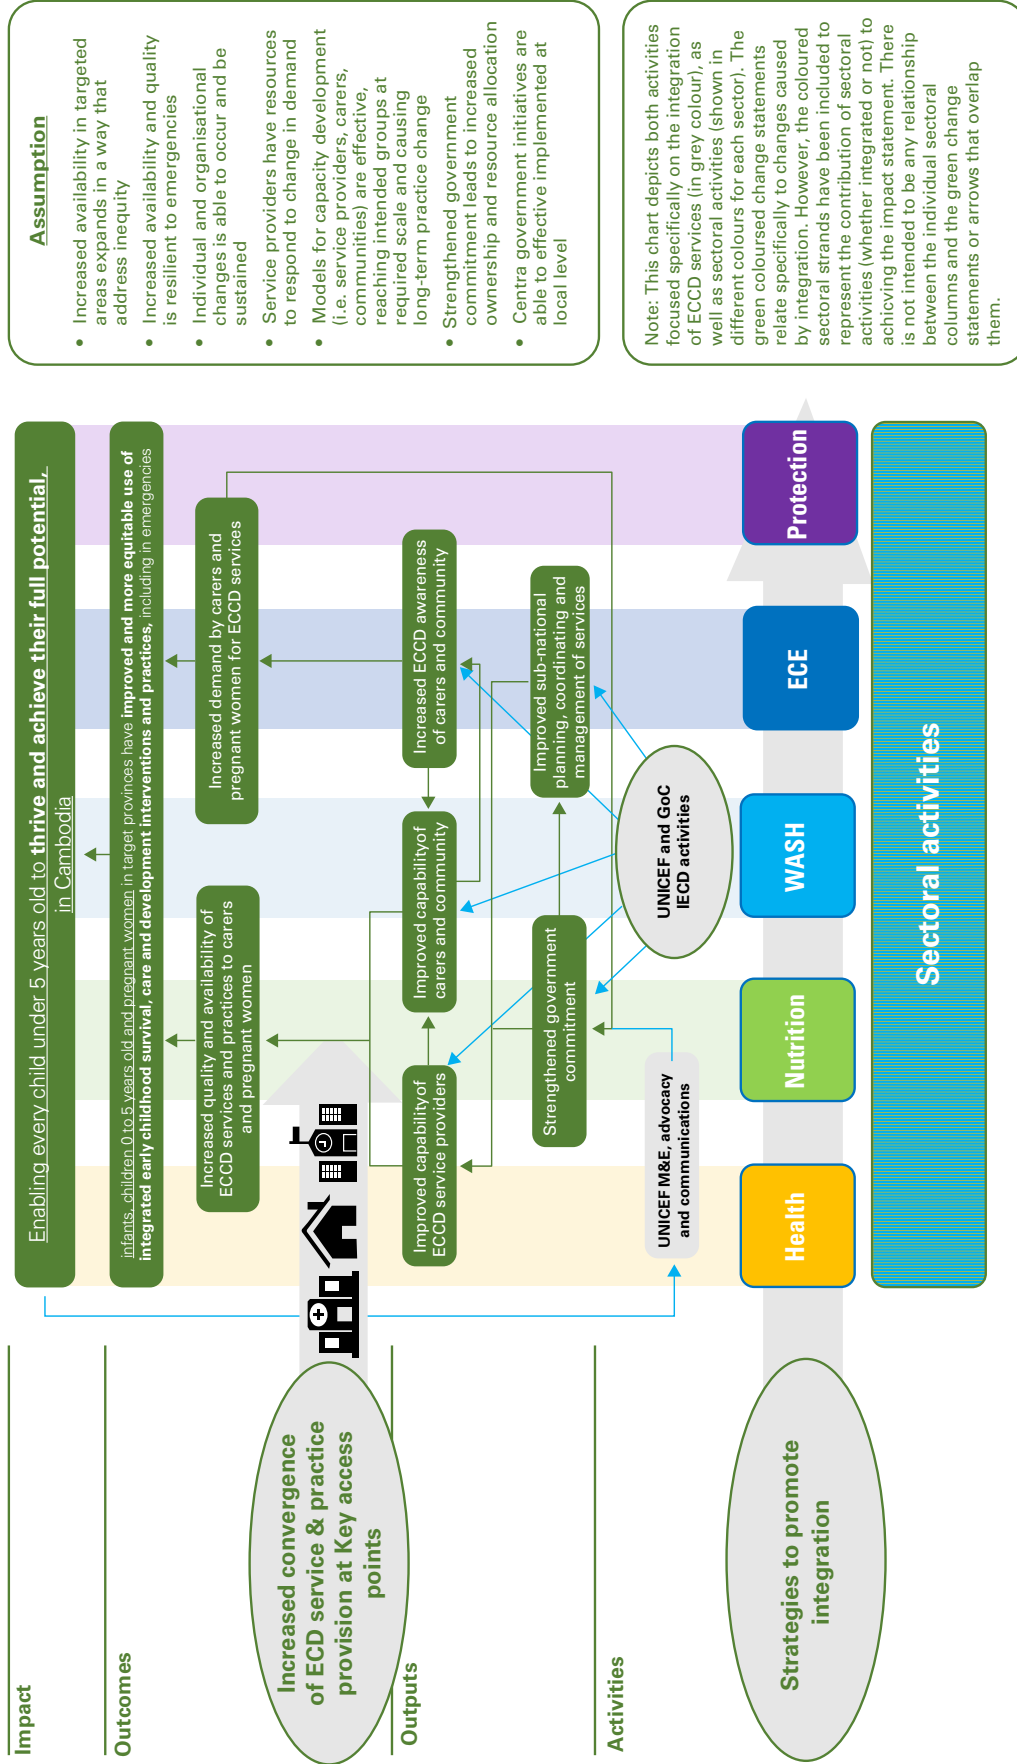 Impact
Enabling every child under 5 years old to thrive and achieve their full potential,
in Cambodia
Outcomes
infants, children 0 to 5 years old and pregnant women in target provinces have improved and more equitable use of
integrated early childhood survival, care and development interventions and practices, including in emergencies
Increased quality and availability of
ECCD services and practices to carers
and pregnant women
Increased demand by carers and
pregnant women for ECCD services
Increased convergence
of ECD service & practice
provision at Key access
points
Outputs
Improved capability of
ECCD service providers
Improved capability of
carers and community
Increased ECCD awareness
of carers and community
Strengthened government
commitment
Improved sub-national
planning, coordinating and
management of services
Activities
UNICEF M&E, advocacy
and communications
UNICEF and GoC
IECD activities
Strategies to promote
integration
Health
Nutrition
WASH
ECE
Protection
Sectoral activities
Assumption
• Increased availability in targeted
areas expands in a way that
address inequity
• Increased availability and quality
is resilient to emergencies
• Individual and organisational
changes is able to occur and be
sustained
• Service providers have resources
to respond to change in demand
• Models for capacity development
(i.e. service providers, carers,
communities) are effective,
reaching intended groups at
required scale and causing
long-term practice change
• Strengthened government
commitment leads to increased
ownership and resource allocation
• Centra government initiatives are
able to effective implemented at
local level
Note: This chart depicts both activities
focused specifically on the integration
of ECCD services (in grey colour), as
well as sectoral activities (shown in
different colours for each sector). The
green coloursed change statements
relate specifically to changes caused
by integration. However, the coloured
sectoral strands have been included to
represent the contribution of sectoral
activities (whether integrated or not) to
achicvng the impact statement. There
is not intended to be any relationship
between the individual sectoral
columns and the green change
statements or arrows that overlap
them.